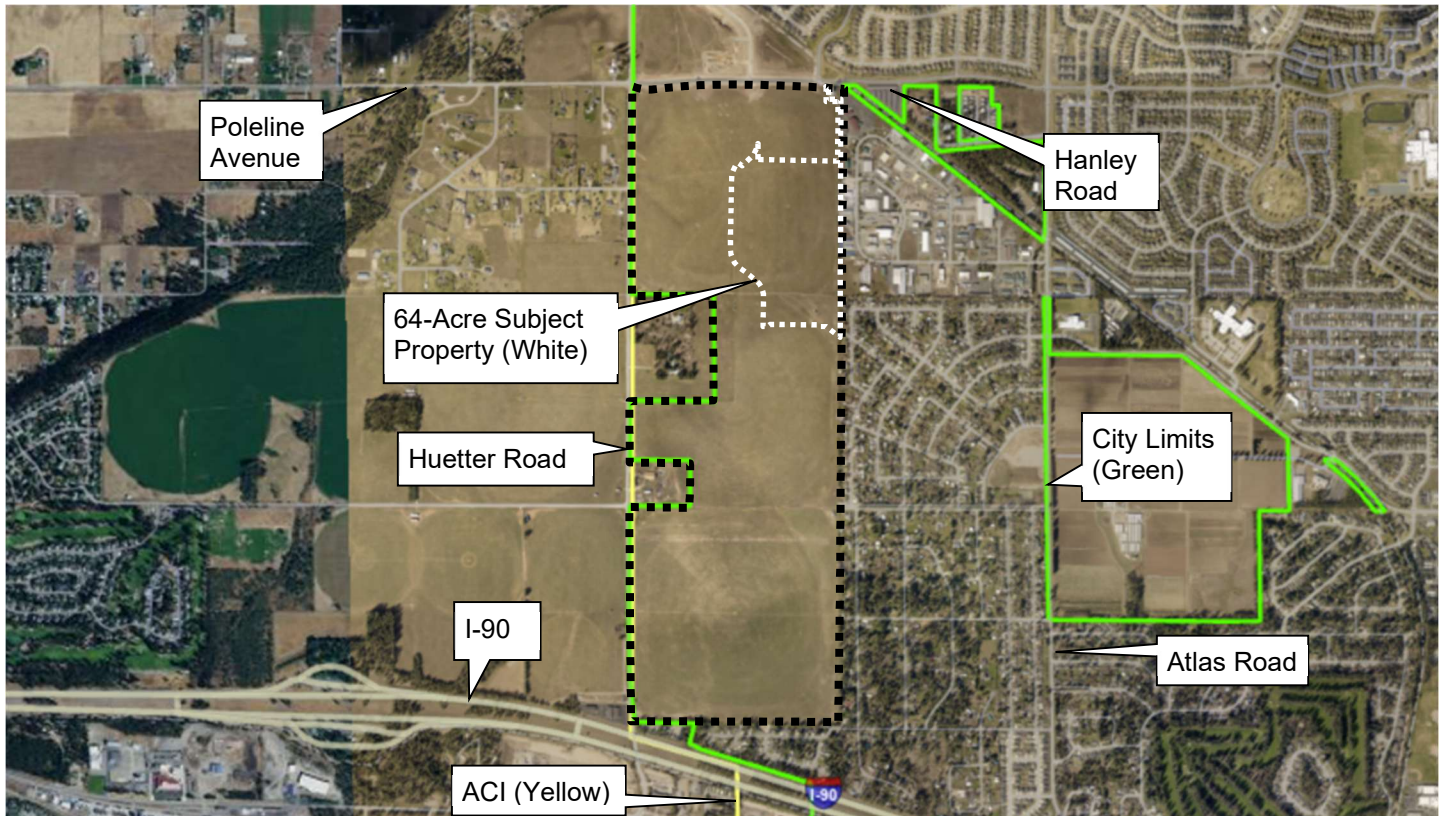 Poleline
Avenue
Hanley
Road
64-Acre Subject
Property (White)
Huetter Road
City Limits
(Green)
I-90
Atlas Road
ACI (Yellow)
I-90